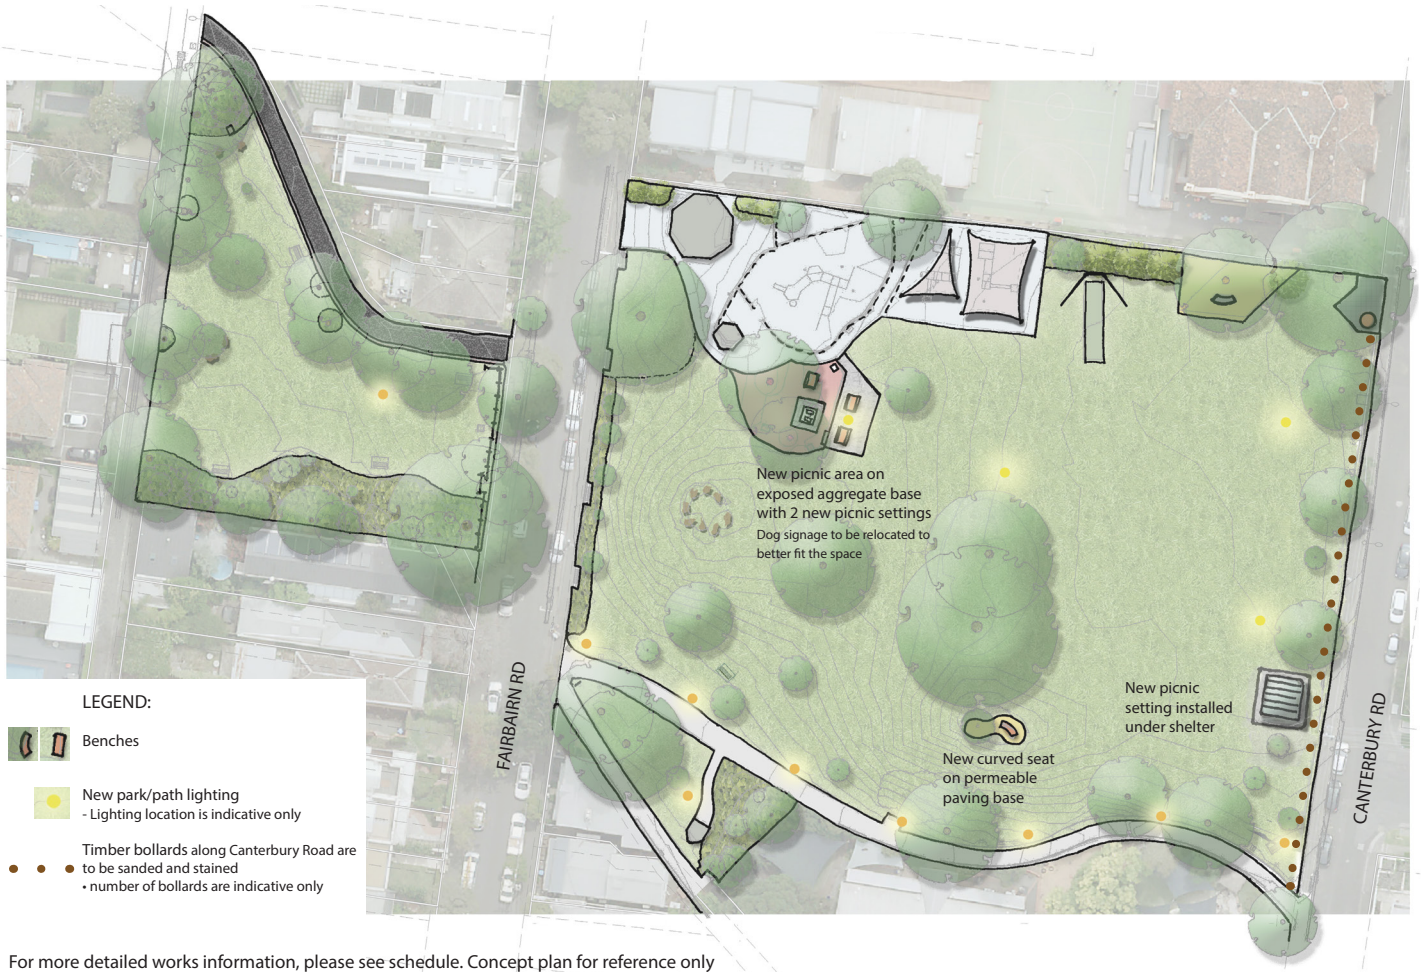 New picnic area on
exposed aggregate base
with 2 new picnic settings
Dog signage to be relocated to
better fit the space
New picnic
setting installed
under shelter
New curved seat
on permeable
paving base
FAIRBAIRN RD
CANTERBURY RD
LEGEND:
Benches
New park/path lighting
- Lighting location is indicative only
Timber bollards along Canterbury Road are
to be sanded and stained
• number of bollards are indicative only
For more detailed works information, please see schedule. Concept plan for reference only